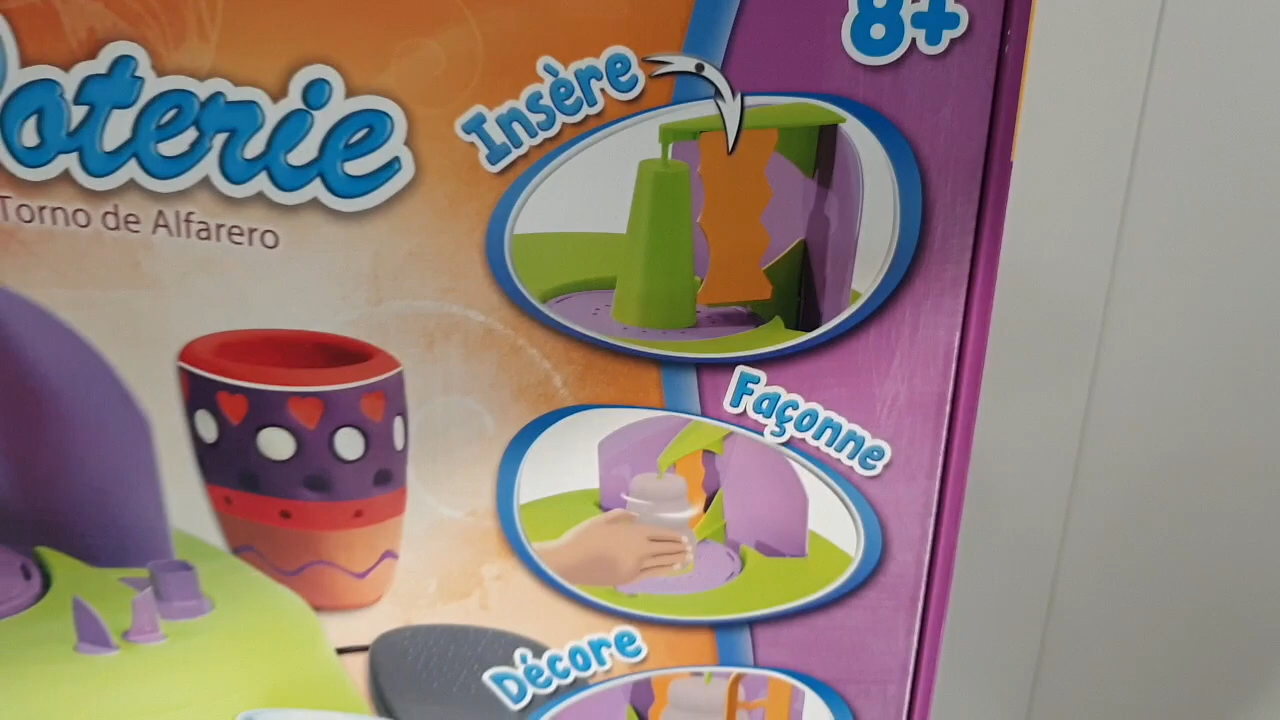 8+
Insère
oterie
Torno de Alfarero
Façonne
Décore